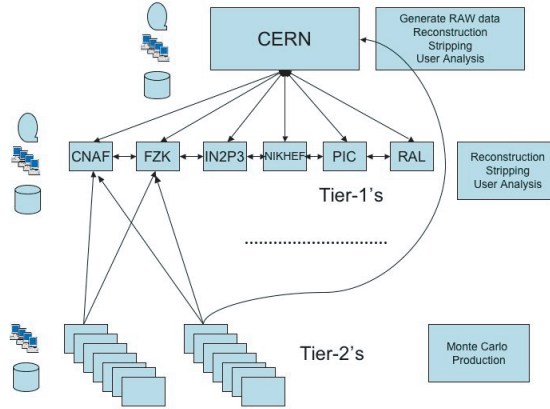 CERN
Generate RAW data
Reconstruction
Stripping
User Analysis
CNAF
FZK
IN2P3
NIKHEF
PIC
RAL
Reconstruction
Stripping
User Analysis
Tier-1's
Tier-2's
Monte Carlo
Production